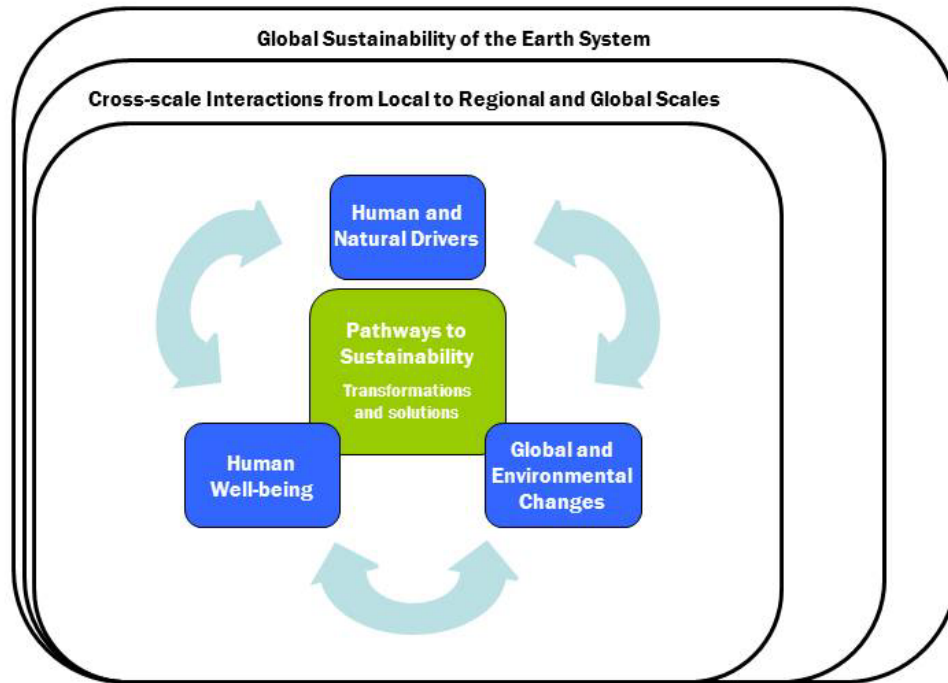 Global Sustainability of the Earth System
Cross-scale Interactions from Local to Regional and Global Scales
Human and
Natural Drivers
Pathways to
Sustainability
Transformations
and solutions
Human
Well-being
Global and
Environmental
Changes